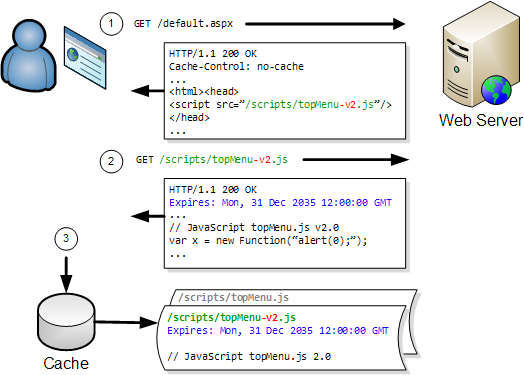 1 GET /default.aspx
HTTP/1.1 200 OK
Cache-Control: no-cache
...
<html><head>
<script src="/scripts/topMenu-v2.js"/>
</head>
...
Web Server
2 GET /scripts/topMenu-v2.js
HTTP/1.1 200 OK
Expires: Mon, 31 Dec 2035 12:00:00 GMT
...
// JavaScript topMenu.js v2.0
var x = new Function(“alert(0);”);
...
3
/scripts/topMenu.js
/scripts/topMenu-v2.js
Expires: Mon, 31 Dec 2035 12:00:00 GMT
// JavaScript topMenu.js 2.0
Cache